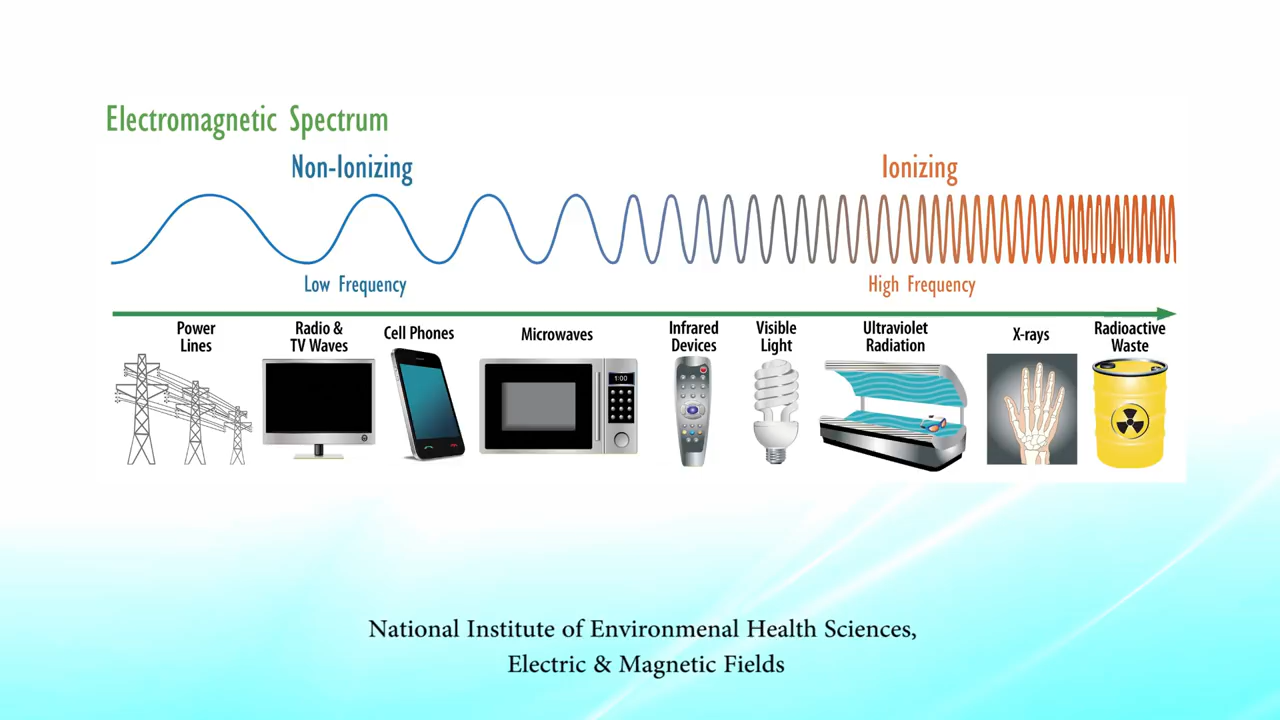 Electromagnetic Spectrum
Non-Ionizing
Ionizing
Low Frequency
High Frequency
Power
Lines
Radio &
TV Waves
Cell Phones
Microwaves
Infrared
Devices
Visible
Light
Ultraviolet
Radiation
X-rays
Radioactive
Waste
1:00
National Institute of Environmenal Health Sciences,
Electric & Magnetic Fields